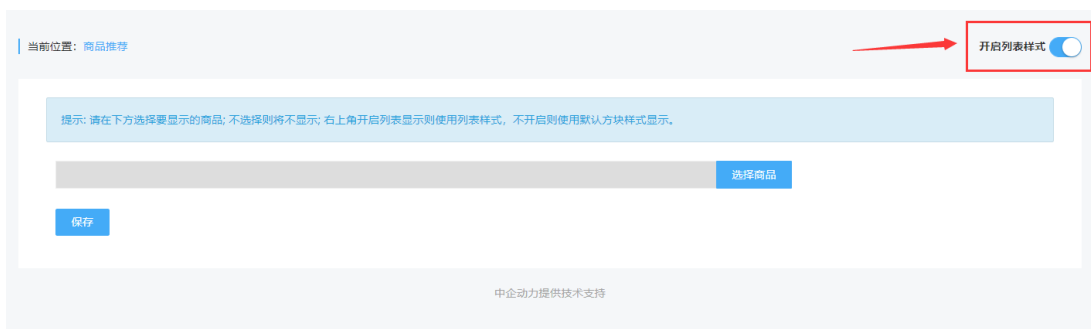 当前位置：商品推荐
开启列表样式
提示: 请在下方选择要显示的商品; 不选择则将不显示; 右上角开启列表显示则使用列表样式，不开启则使用默认方块样式显示。
选择商品
保存
中企动力提供技术支持